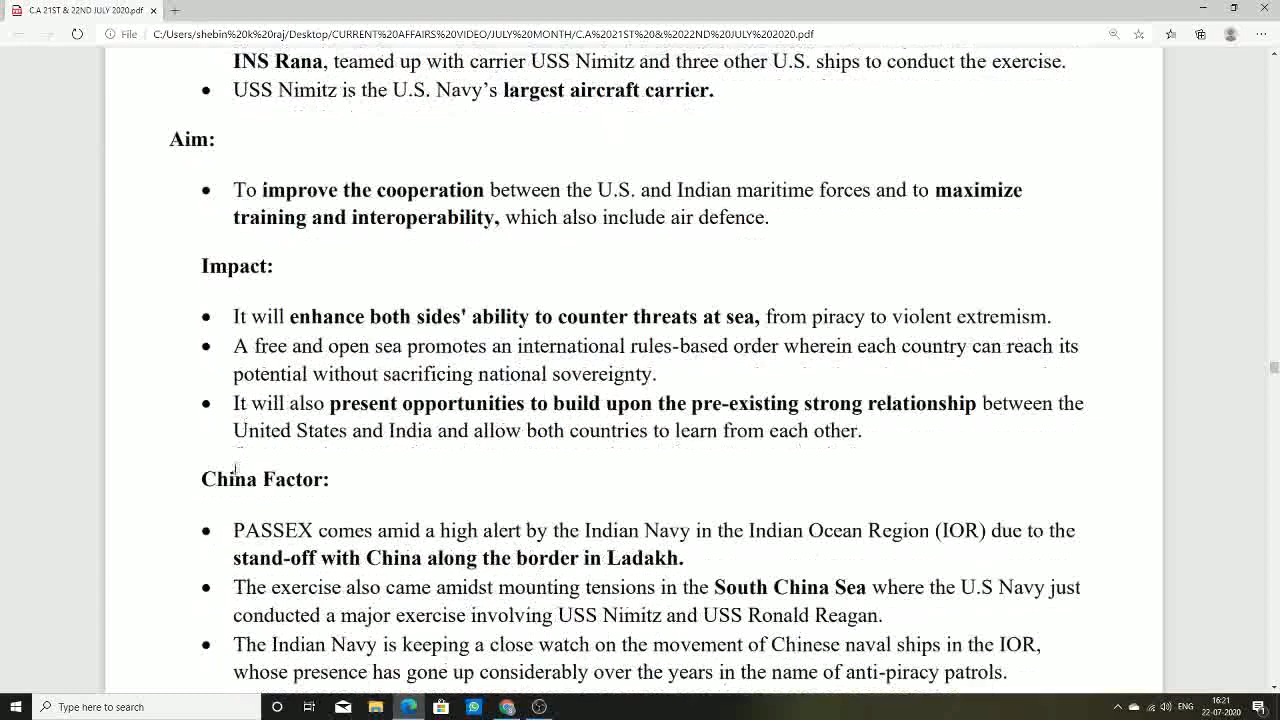 C.A 21ST & 22ND JULY 2020.pdf
File
C:/Users/shebin%20k%20raj/Desktop/CURRENT%20AFFAIRS%20VIDEO/JULY%20MONTH/C.A%2021ST%20&%2022ND%20JULY%202020.pdf
INS Rana, teamed up with carrier USS Nimitz and three other U.S. ships to conduct the exercise.
• USS Nimitz is the U.S. Navy’s largest aircraft carrier.
Aim:
• To improve the cooperation between the U.S. and Indian maritime forces and to maximize
training and interoperability, which also include air defence.
Impact:
• It will enhance both sides' ability to counter threats at sea, from piracy to violent extremism.
• A free and open sea promotes an international rules-based order wherein each country can reach its
potential without sacrificing national sovereignty.
• It will also present opportunities to build upon the pre-existing strong relationship between the
United States and India and allow both countries to learn from each other.
China Factor:
• PASSEX comes amid a high alert by the Indian Navy in the Indian Ocean Region (IOR) due to the
stand-off with China along the border in Ladakh.
• The exercise also came amidst mounting tensions in the South China Sea where the U.S Navy just
conducted a major exercise involving USS Nimitz and USS Ronald Reagan.
• The Indian Navy is keeping a close watch on the movement of Chinese naval ships in the IOR,
whose presence has gone up considerably over the years in the name of anti-piracy patrols.
Type here to search
ENG
16:21
22-07-2020